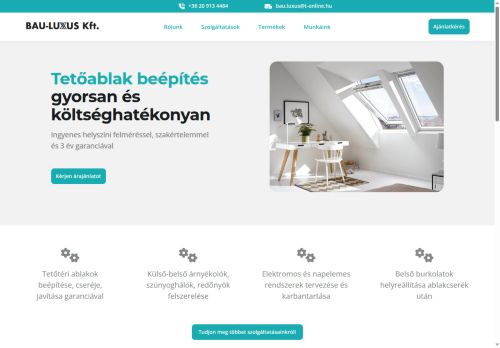 +36 20 913 4484
bau.luxus@t-online.hu
BAU-LUXUS Kft.
Rólunk
Szolgáltatások
Termékek
Munkáink
Ajánlatkérés
Tetőablak beépítés
gyorsan és
költséghatékonyan
Ingyenes helyszíni felméréssel, szakértelemmel
és 3 év garanciával
Kérjen árajánlatot
Tetőtéri ablakok
beépítése, cseréje,
javítása garanciával
Külső-belső árnyékolók,
szúnyoghálók, redőnyök
felszerelése
Elektromos és napelemes
rendszerek tervezése és
karbantartása
Belső burkolatok
helyreállítása ablakcserék
után
Tudjon meg többet szolgáltatásainkról!